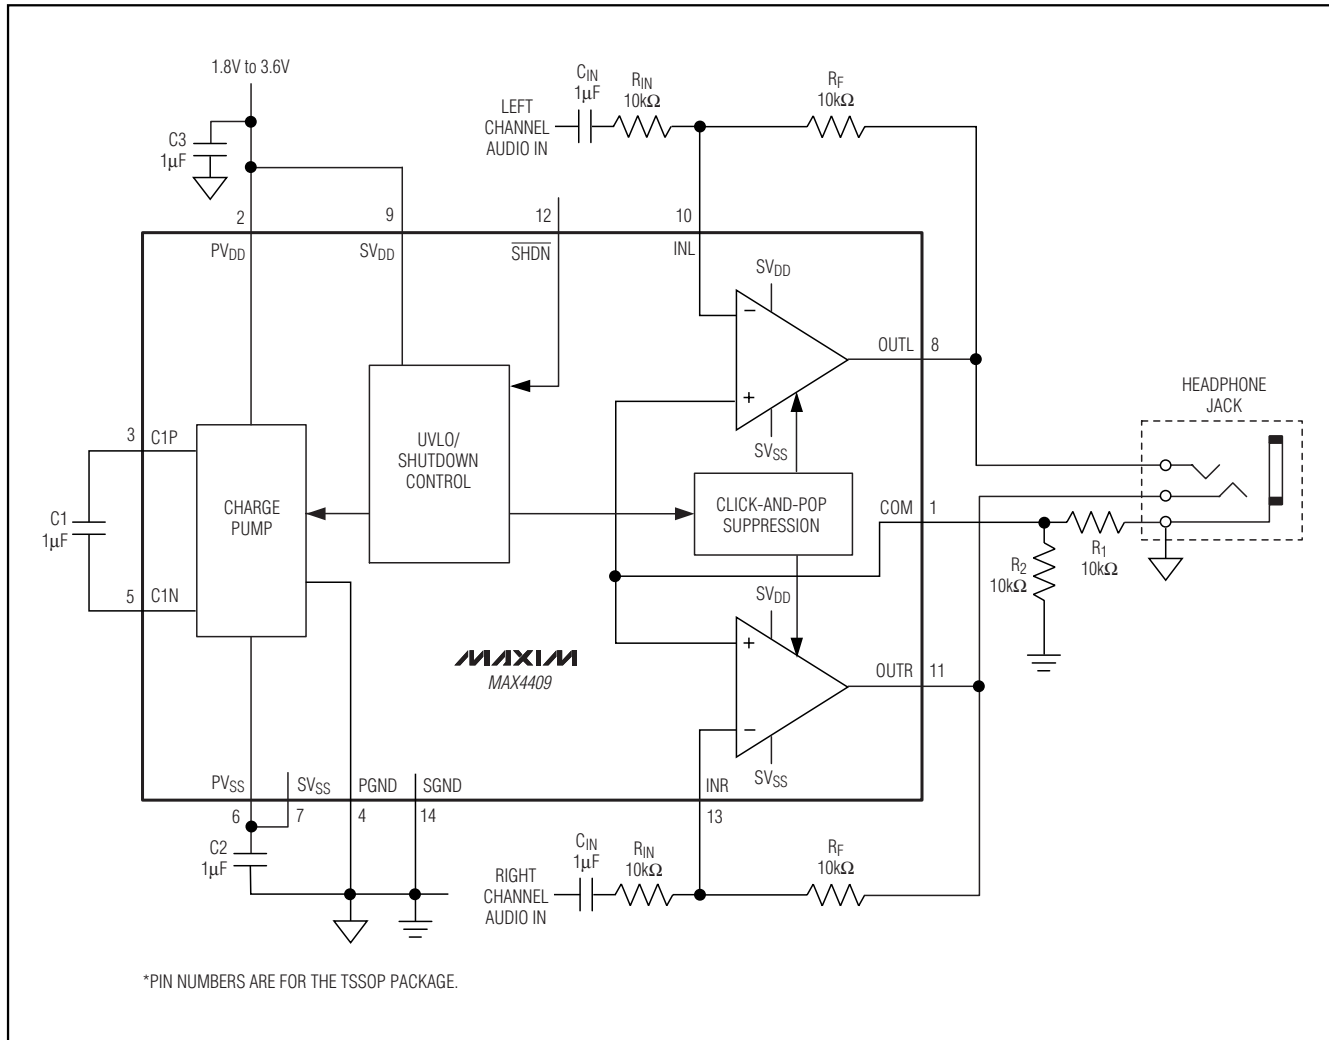 1.8V to 3.6V
C3
1µF
LEFT
CHANNEL
AUDIO IN
CIN
1µF
RIN
10kΩ
RF
10kΩ
2
9
12
10
PVDD
SVDD
SHDN
INL
SVDD
−
+
SVSS
OUTL
8
HEADPHONE
JACK
3
C1P
C1
1µF
5
C1N
CHARGE
PUMP
UVLO/
SHUTDOWN
CONTROL
CLICK-AND-POP
SUPPRESSION
COM
1
R1
10kΩ
R2
10kΩ
SVDD
+
−
SVSS
OUTR
11
MAXIM
MAX4409
PVSS
SVSS
PGND
SGND
INR
6
7
4
14
13
C2
1µF
RIGHT
CHANNEL
AUDIO IN
CIN
1µF
RIN
10kΩ
RF
10kΩ
*PIN NUMBERS ARE FOR THE TSSOP PACKAGE.